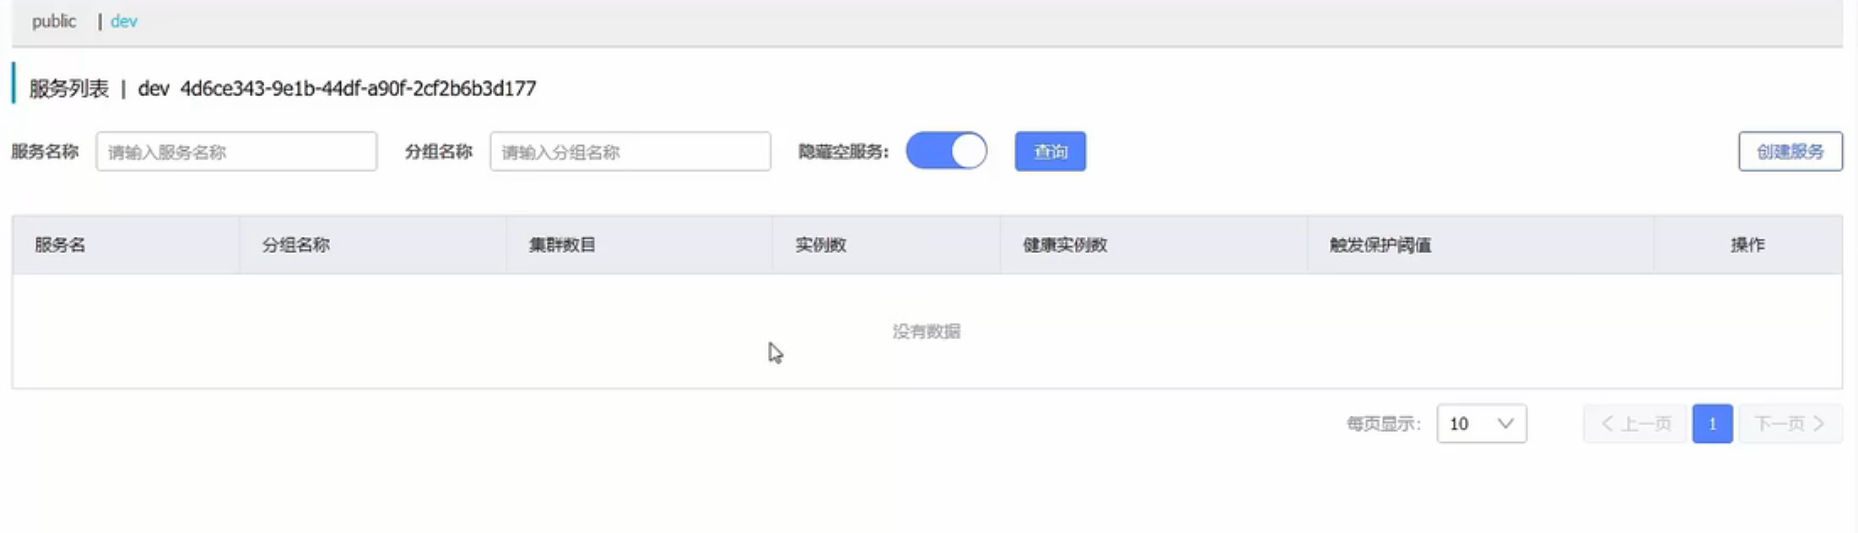 public | dev
服务列表 | dev 4d6ce343-9e1b-44df-a90f-2cf2b6b3d177
服务名称 请输入服务名称 分组名称 请输入分组名称 隐藏空服务: 查询 创建服务
服务名 分组名称 集群数目 实例数 健康实例数 触发保护阈值 操作
没有数据
每页显示: 10 < 上一页 1 下一页 >